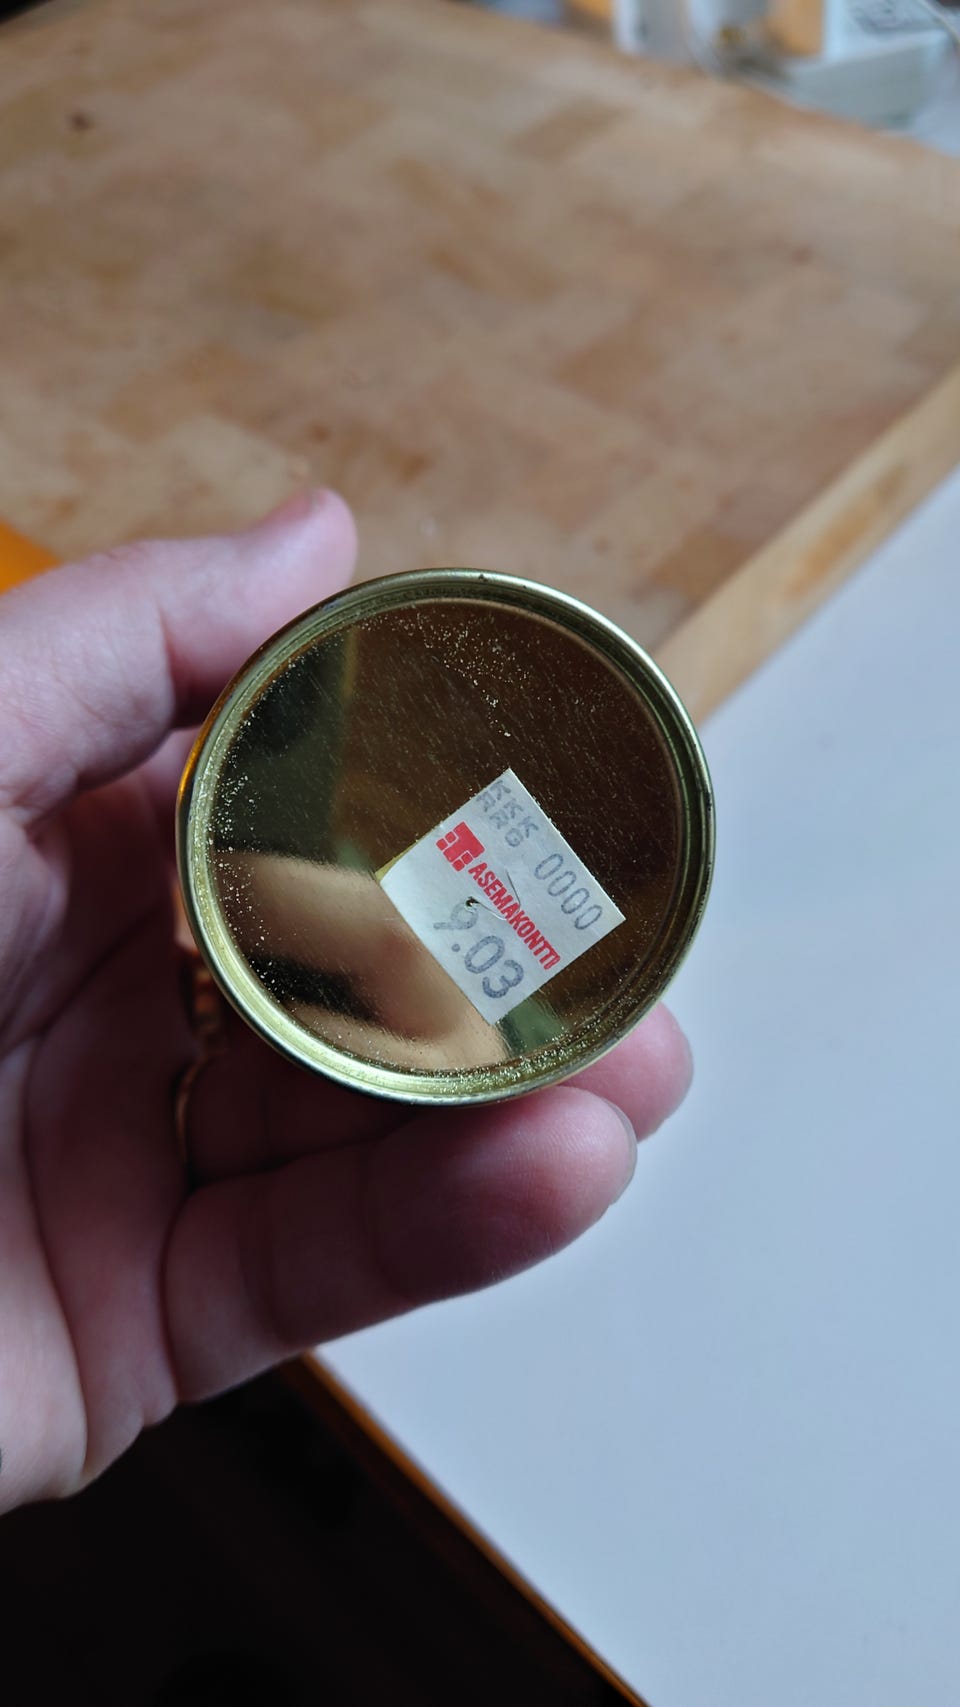 KKK 0000
RRG
ASEMAKONTTI
9.03